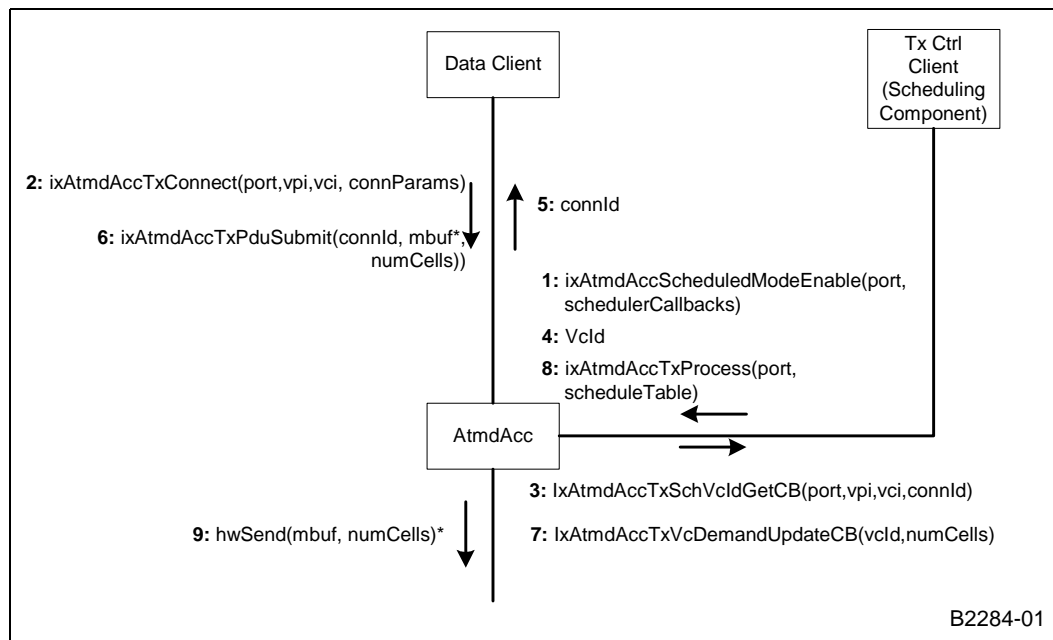 Data Client
Tx Ctrl
Client
(Scheduling
Component)
2: ixAtmdAccTxConnect(port,vpi,vci, connParams)
5: connId
6: ixAtmdAccTxPduSubmit(connId, mbuf*,
numCells))
1: ixAtmdAccScheduledModeEnable(port,
schedulerCallbacks)
4: VcId
8: ixAtmdAccTxProcess(port,
scheduleTable)
AtmdAcc
3: IxAtmdAccTxSchVcIdGetCB(port,vpi,vci,connId)
9: hwSend(mbuf, numCells)*
7: IxAtmdAccTxVcDemandUpdateCB(vcId,numCells)
B2284-01